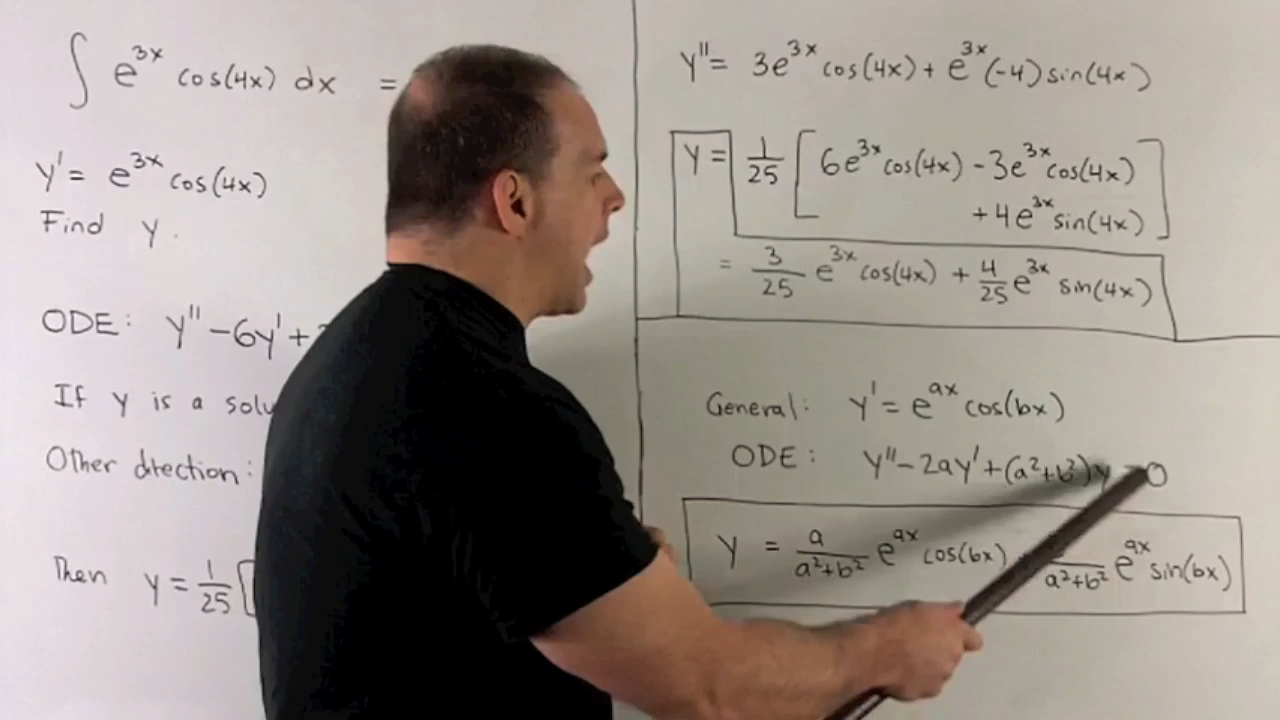 ∫ e^{3x} cos(4x) dx =
y' = e^{3x} cos(4x)
Find y.
ODE: y'' - 6y' +
If y is a solu
Other direction:
Then y = 1/25 [
y'' = 3e^{3x} cos(4x) + e^{3x} (-4) sin(4x)
y = 1/25 [ 6e^{3x} cos(4x) - 3e^{3x} cos(4x)
+ 4e^{3x} sin(4x) ]
= 3/25 e^{3x} cos(4x) + 4/25 e^{3x} sin(4x)
General: y' = e^{ax} cos(bx)
ODE: y'' - 2ay' + (a²+b²)y = 0
y = a/(a²+b²) e^{ax} cos(bx) /(a²+b²) e^{ax} sin(bx)